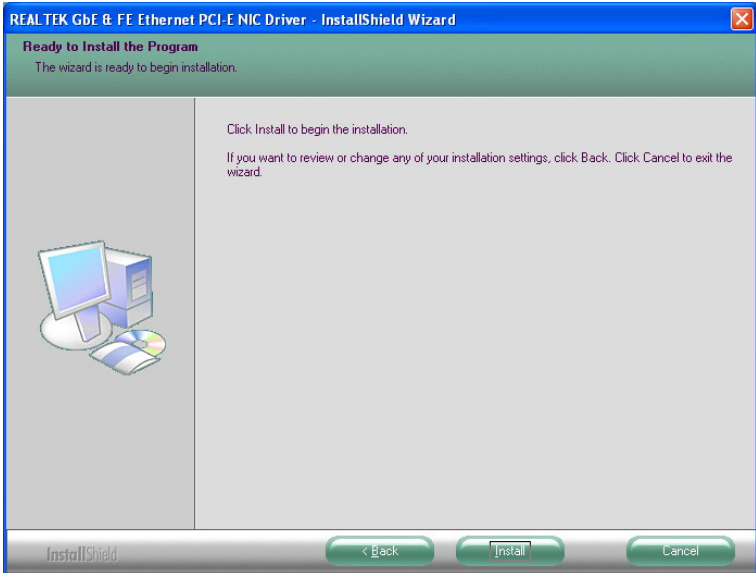 REALTEK GbE & FE Ethernet PCI-E NIC Driver - InstallShield Wizard
Ready to Install the Program
The wizard is ready to begin installation.
Click Install to begin the installation.
If you want to review or change any of your installation settings, click Back. Click Cancel to exit the
wizard.
InstallShield
< Back
Install
Cancel